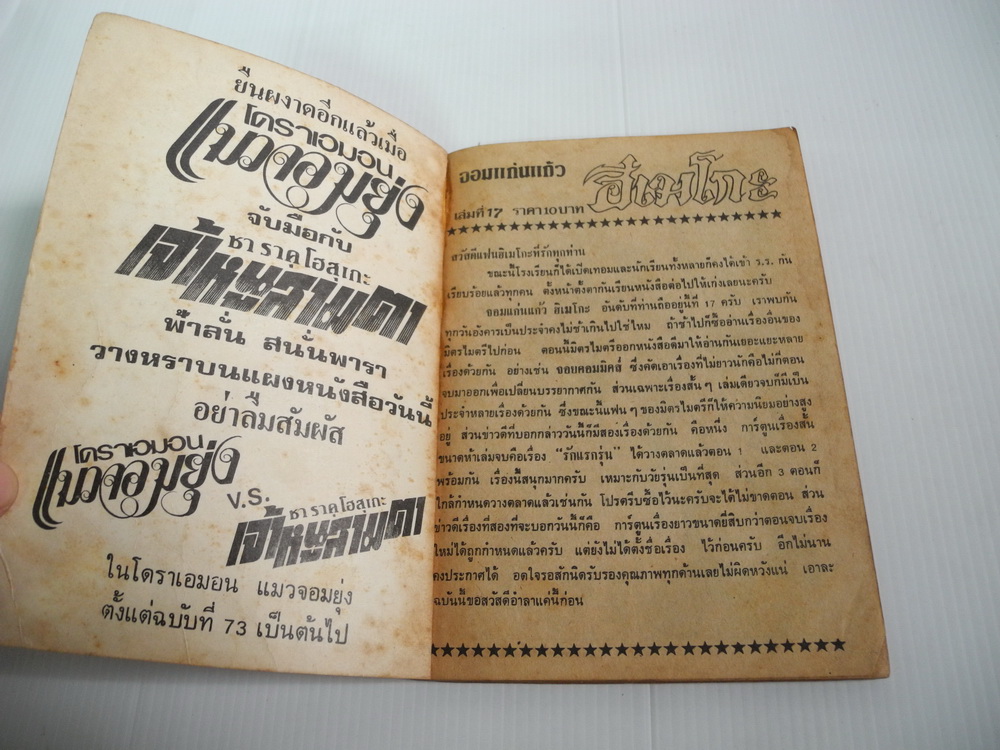 ยืนผงาดอีกแล้วเมื่อ
โดราเอมอน
แมวจอมยุ่ง
จับมือกับ
ชาราคุโฮสุเกะ
เจ้าหนูสามตา
ฟ้าลั่น สนั่นพารา
วางหราบนแผงหนังสือวันนี้
อย่าลืมสัมผัส
โดราเอมอน
แมวจอมยุ่ง
V.S.
ชาราคุโฮสุเกะ
เจ้าหนูสามตา
ในโดราเอมอน แมวจอมยุ่ง
ตั้งแต่ฉบับที่ 73 เป็นต้นไป
จอมแก่นแก้ว
อิเมโกะ
เล่มที่ 17 ราคา 10 บาท
สวัสดีแฟนอิเมโกะที่รักทุกท่าน
ขณะนี้โรงเรียนก็ได้เปิดเทอมและนักเรียนทั้งหลายก็คงได้เข้า ร.ร. กัน
เรียบร้อยแล้วทุกคน ตั้งหน้าตั้งตากันเรียนหนังสือต่อไปให้เก่งเลยนะครับ
จอมแก่นแก้ว อิเมโกะ อันดับที่ท่านถืออยู่นี้ที่ 17 ครับ เราพบกัน
ทุกวันอังคารเป็นประจำคงไม่ช้าเกินไปใช่ไหม ถ้าช้าไปก็ซื้ออ่านเรื่องอื่นของ
มิตรไมตรีไปก่อน ตอนนี้มิตรไมตรีออกหนังสือดีมาให้อ่านกันเยอะแยะหลาย
เรื่องด้วยกัน อย่างเช่น จอยคอมมิคส์ ซึ่งคัดเอาเรื่องที่ไม่ยาวนักคือไม่กี่ตอน
จบมาออกเพื่อเปลี่ยนบรรยากาศกัน ส่วนเฉพาะเรื่องสั้นๆ เล่มเดียวจบก็มีเป็น
ประจำหลายเรื่องด้วยกัน ซึ่งขณะนี้แฟนๆ ของมิตรไมตรีก็ให้ความนิยมอย่างสูง
อยู่ ส่วนข่าวดีที่บอกกล่าววันนี้ก็มีสองเรื่องด้วยกัน คือหนึ่ง การ์ตูนเรื่องสั้น
ขนาดห้าเล่มจบคือเรื่อง "รักแรกรุ่น" ได้วางตลาดแล้วตอน 1 และตอน 2
พร้อมกัน เรื่องนี้สนุกมากครับ เหมาะกับวัยรุ่นเป็นที่สุด ส่วนอีก 3 ตอนก็
ใกล้กำหนดวางตลาดแล้วเช่นกัน โปรดรีบซื้อไว้นะครับจะได้ไม่ขาดตอน ส่วน
ข่าวดีเรื่องที่สองที่จะบอกวันนี้ก็คือ การ์ตูนเรื่องยาวขนาดยี่สิบกว่าตอนจบเรื่อง
ใหม่ได้ถูกกำหนดแล้วครับ แต่ยังไม่ได้ตั้งชื่อเรื่อง ไว้ก่อนครับ อีกไม่นาน
คงประกาศได้ อดใจรอสักนิดรับรองคุณภาพทุกด้านเลยไม่ผิดหวังแน่ เอาละ
ฉบับนี้ขอสวัสดีอำลาแค่นี้ก่อน